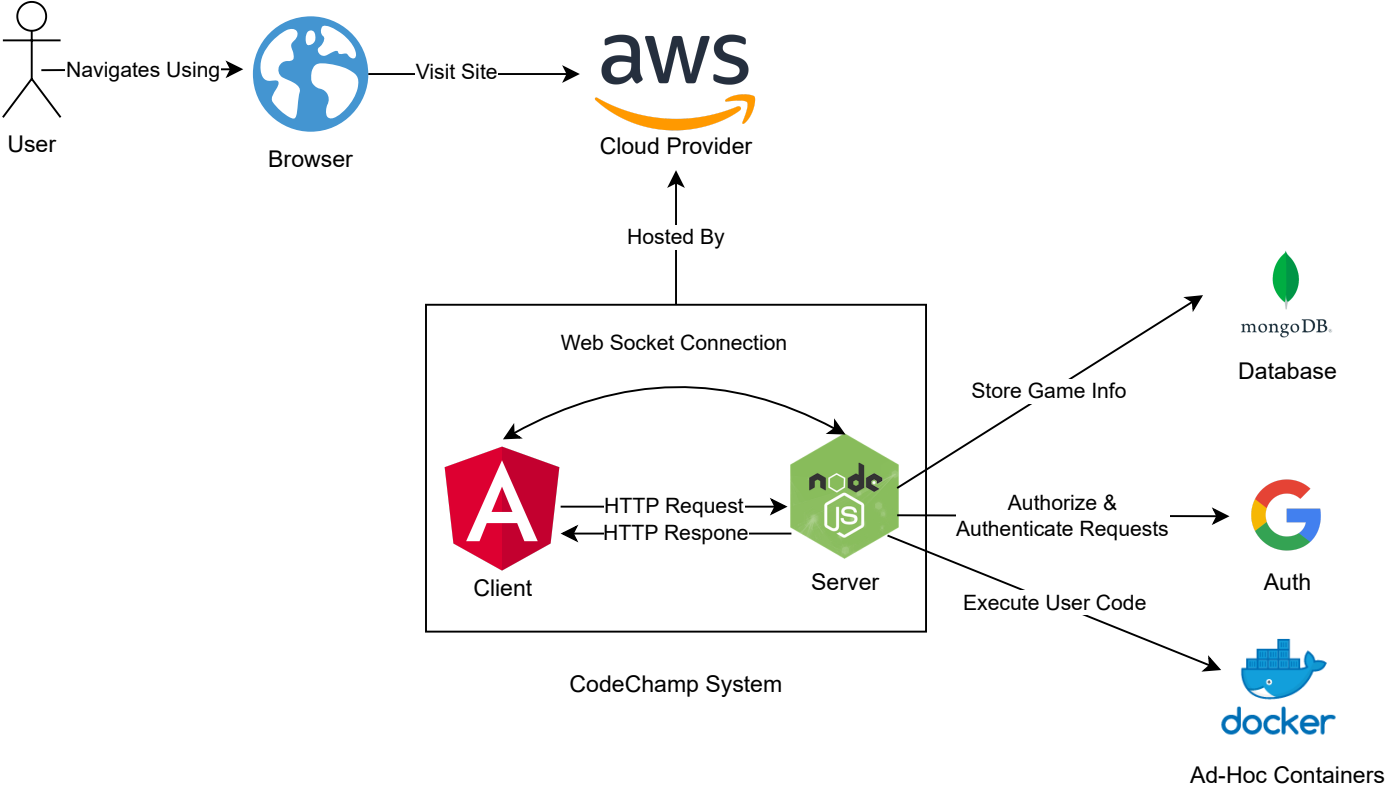 aws
Navigates Using
Visit Site
User
Browser
Cloud Provider
Hosted By
Web Socket Connection
mongoDB®
Database
Store Game Info
node
JS
HTTP Request
HTTP Respone
Authorize &
Authenticate Requests
Client
Server
Auth
Execute User Code
CodeChamp System
docker
Ad-Hoc Containers